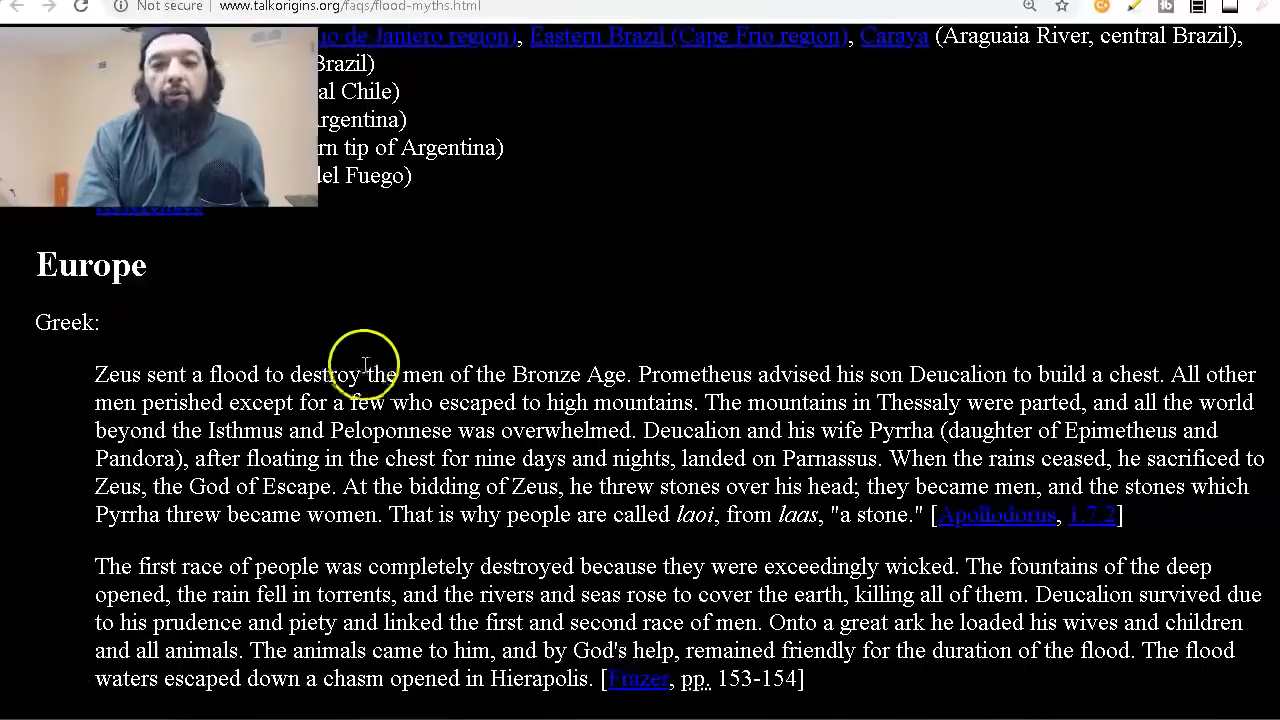 Not secure | www.talkorigins.org/faqs/flood-myths.html
Janiero region), Eastern Brazil (Cape Frio region), Caraya (Araguaia River, central Brazil),
Brazil)
al Chile)
rgentina)
rn tip of Argentina)
del Fuego)
References
Europe
Greek:
Zeus sent a flood to destroy the men of the Bronze Age. Prometheus advised his son Deucalion to build a chest. All other
men perished except for a few who escaped to high mountains. The mountains in Thessaly were parted, and all the world
beyond the Isthmus and Peloponnese was overwhelmed. Deucalion and his wife Pyrrha (daughter of Epimetheus and
Pandora), after floating in the chest for nine days and nights, landed on Parnassus. When the rains ceased, he sacrificed to
Zeus, the God of Escape. At the bidding of Zeus, he threw stones over his head; they became men, and the stones which
Pyrrha threw became women. That is why people are called laoi, from laas, "a stone." [Apollodorus, 1.7.2]
The first race of people was completely destroyed because they were exceedingly wicked. The fountains of the deep
opened, the rain fell in torrents, and the rivers and seas rose to cover the earth, killing all of them. Deucalion survived due
to his prudence and piety and linked the first and second race of men. Onto a great ark he loaded his wives and children
and all animals. The animals came to him, and by God's help, remained friendly for the duration of the flood. The flood
waters escaped down a chasm opened in Hierapolis. [Frazer, pp. 153-154]